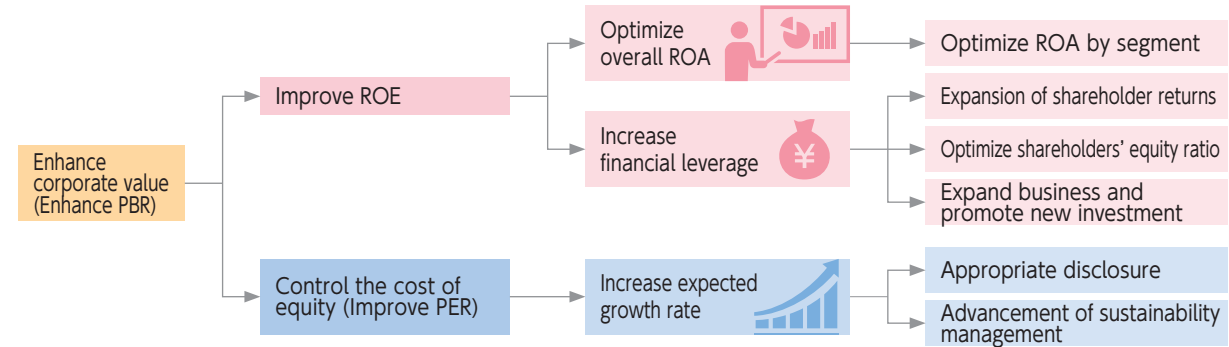 Enhance
corporate value
(Enhance PBR)
Improve ROE
Optimize
overall ROA
Optimize ROA by segment
Increase
financial leverage
¥
Expansion of shareholder returns
Optimize shareholders’ equity ratio
Expand business and
promote new investment
Control the cost of
equity (Improve PER)
Increase expected
growth rate
Appropriate disclosure
Advancement of sustainability
management